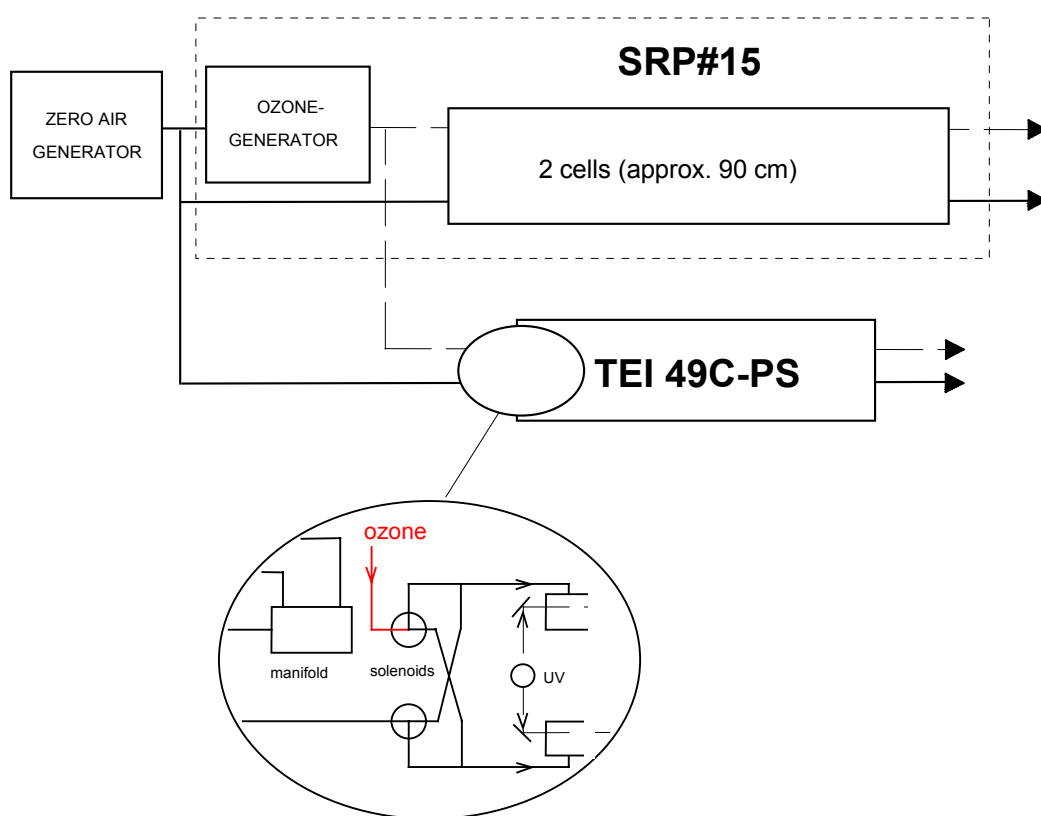 SRP#15
ZERO AIR
GENERATOR
OZONE-
GENERATOR
2 cells (approx. 90 cm)
TEI 49C-PS
ozone
manifold
solenoids
UV